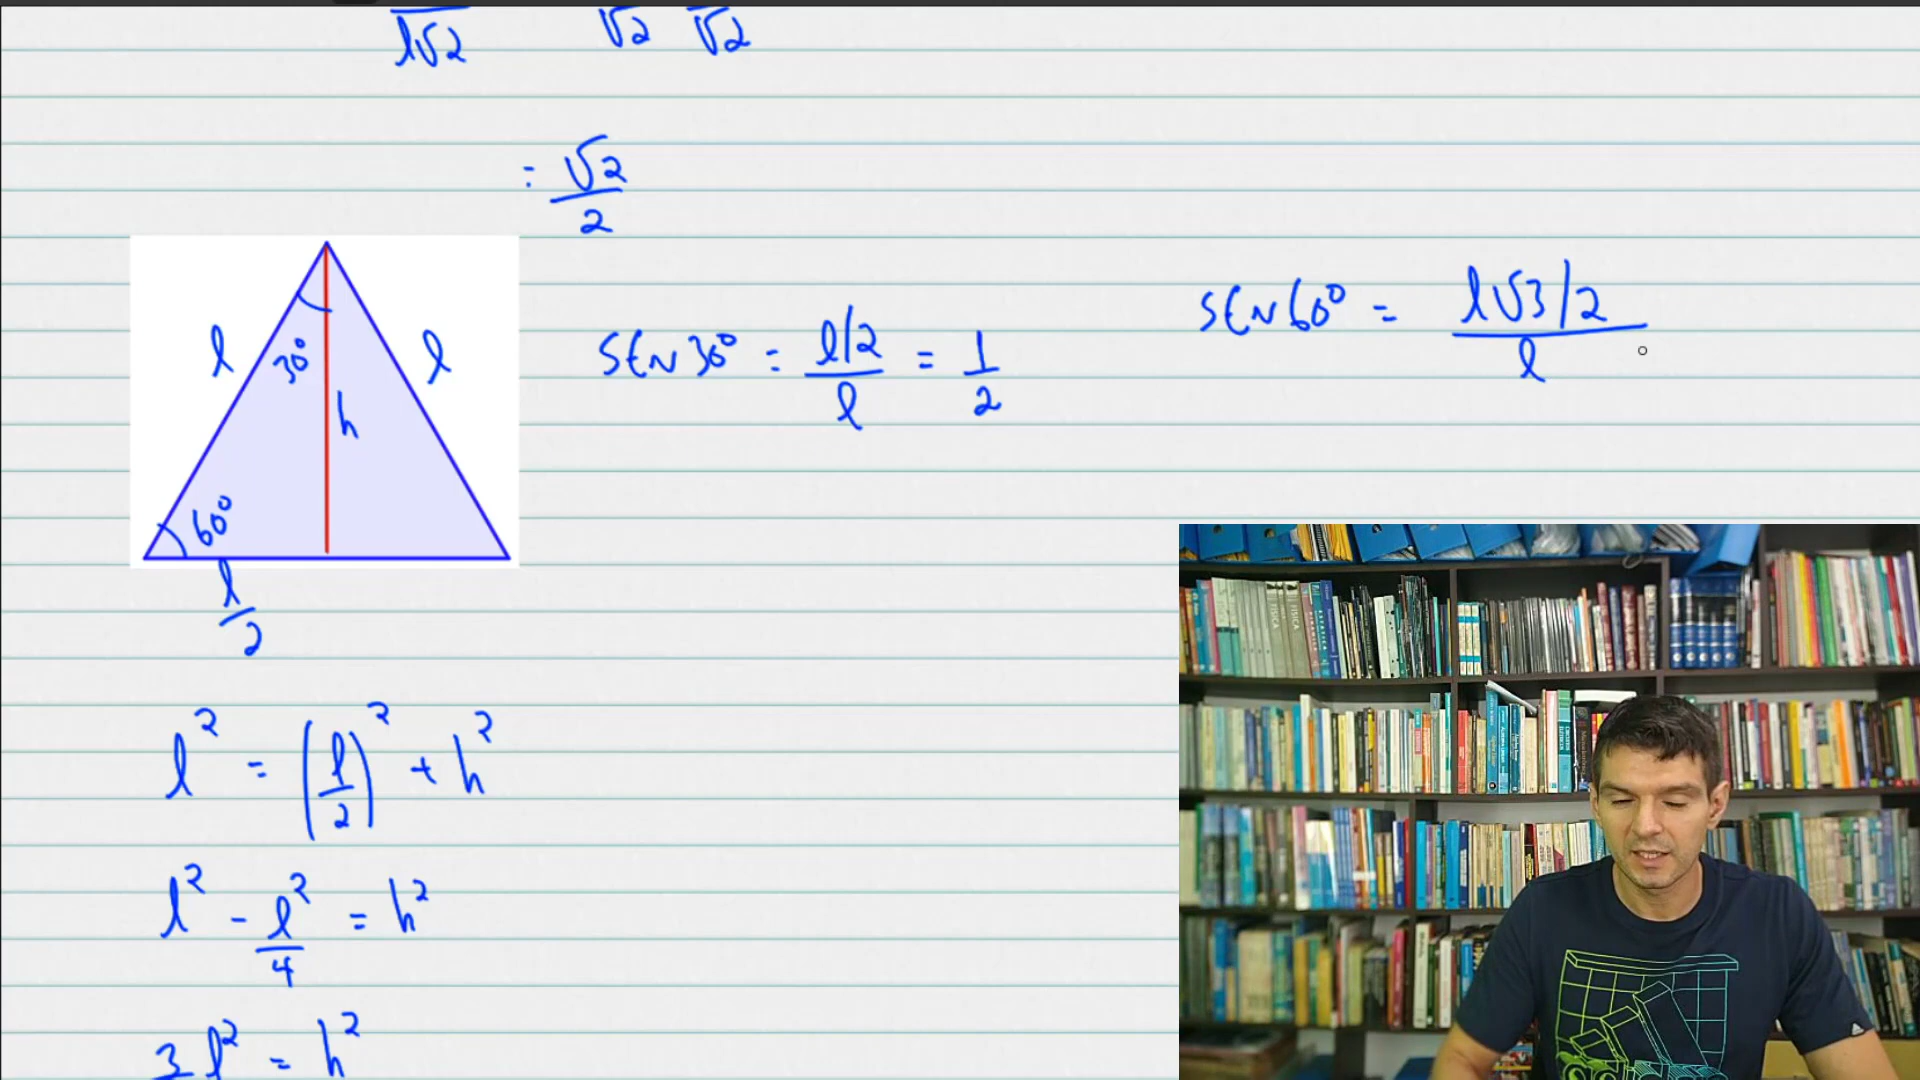 l√2 √2 √2
= √2/2
sen 30° = (l/2)/l = 1/2
sen 60° = (l√3/2)/l
l
30°
l
h
60°
l/2
l² = (l/2)² + h²
l² - l²/4 = h²
3l² = h²